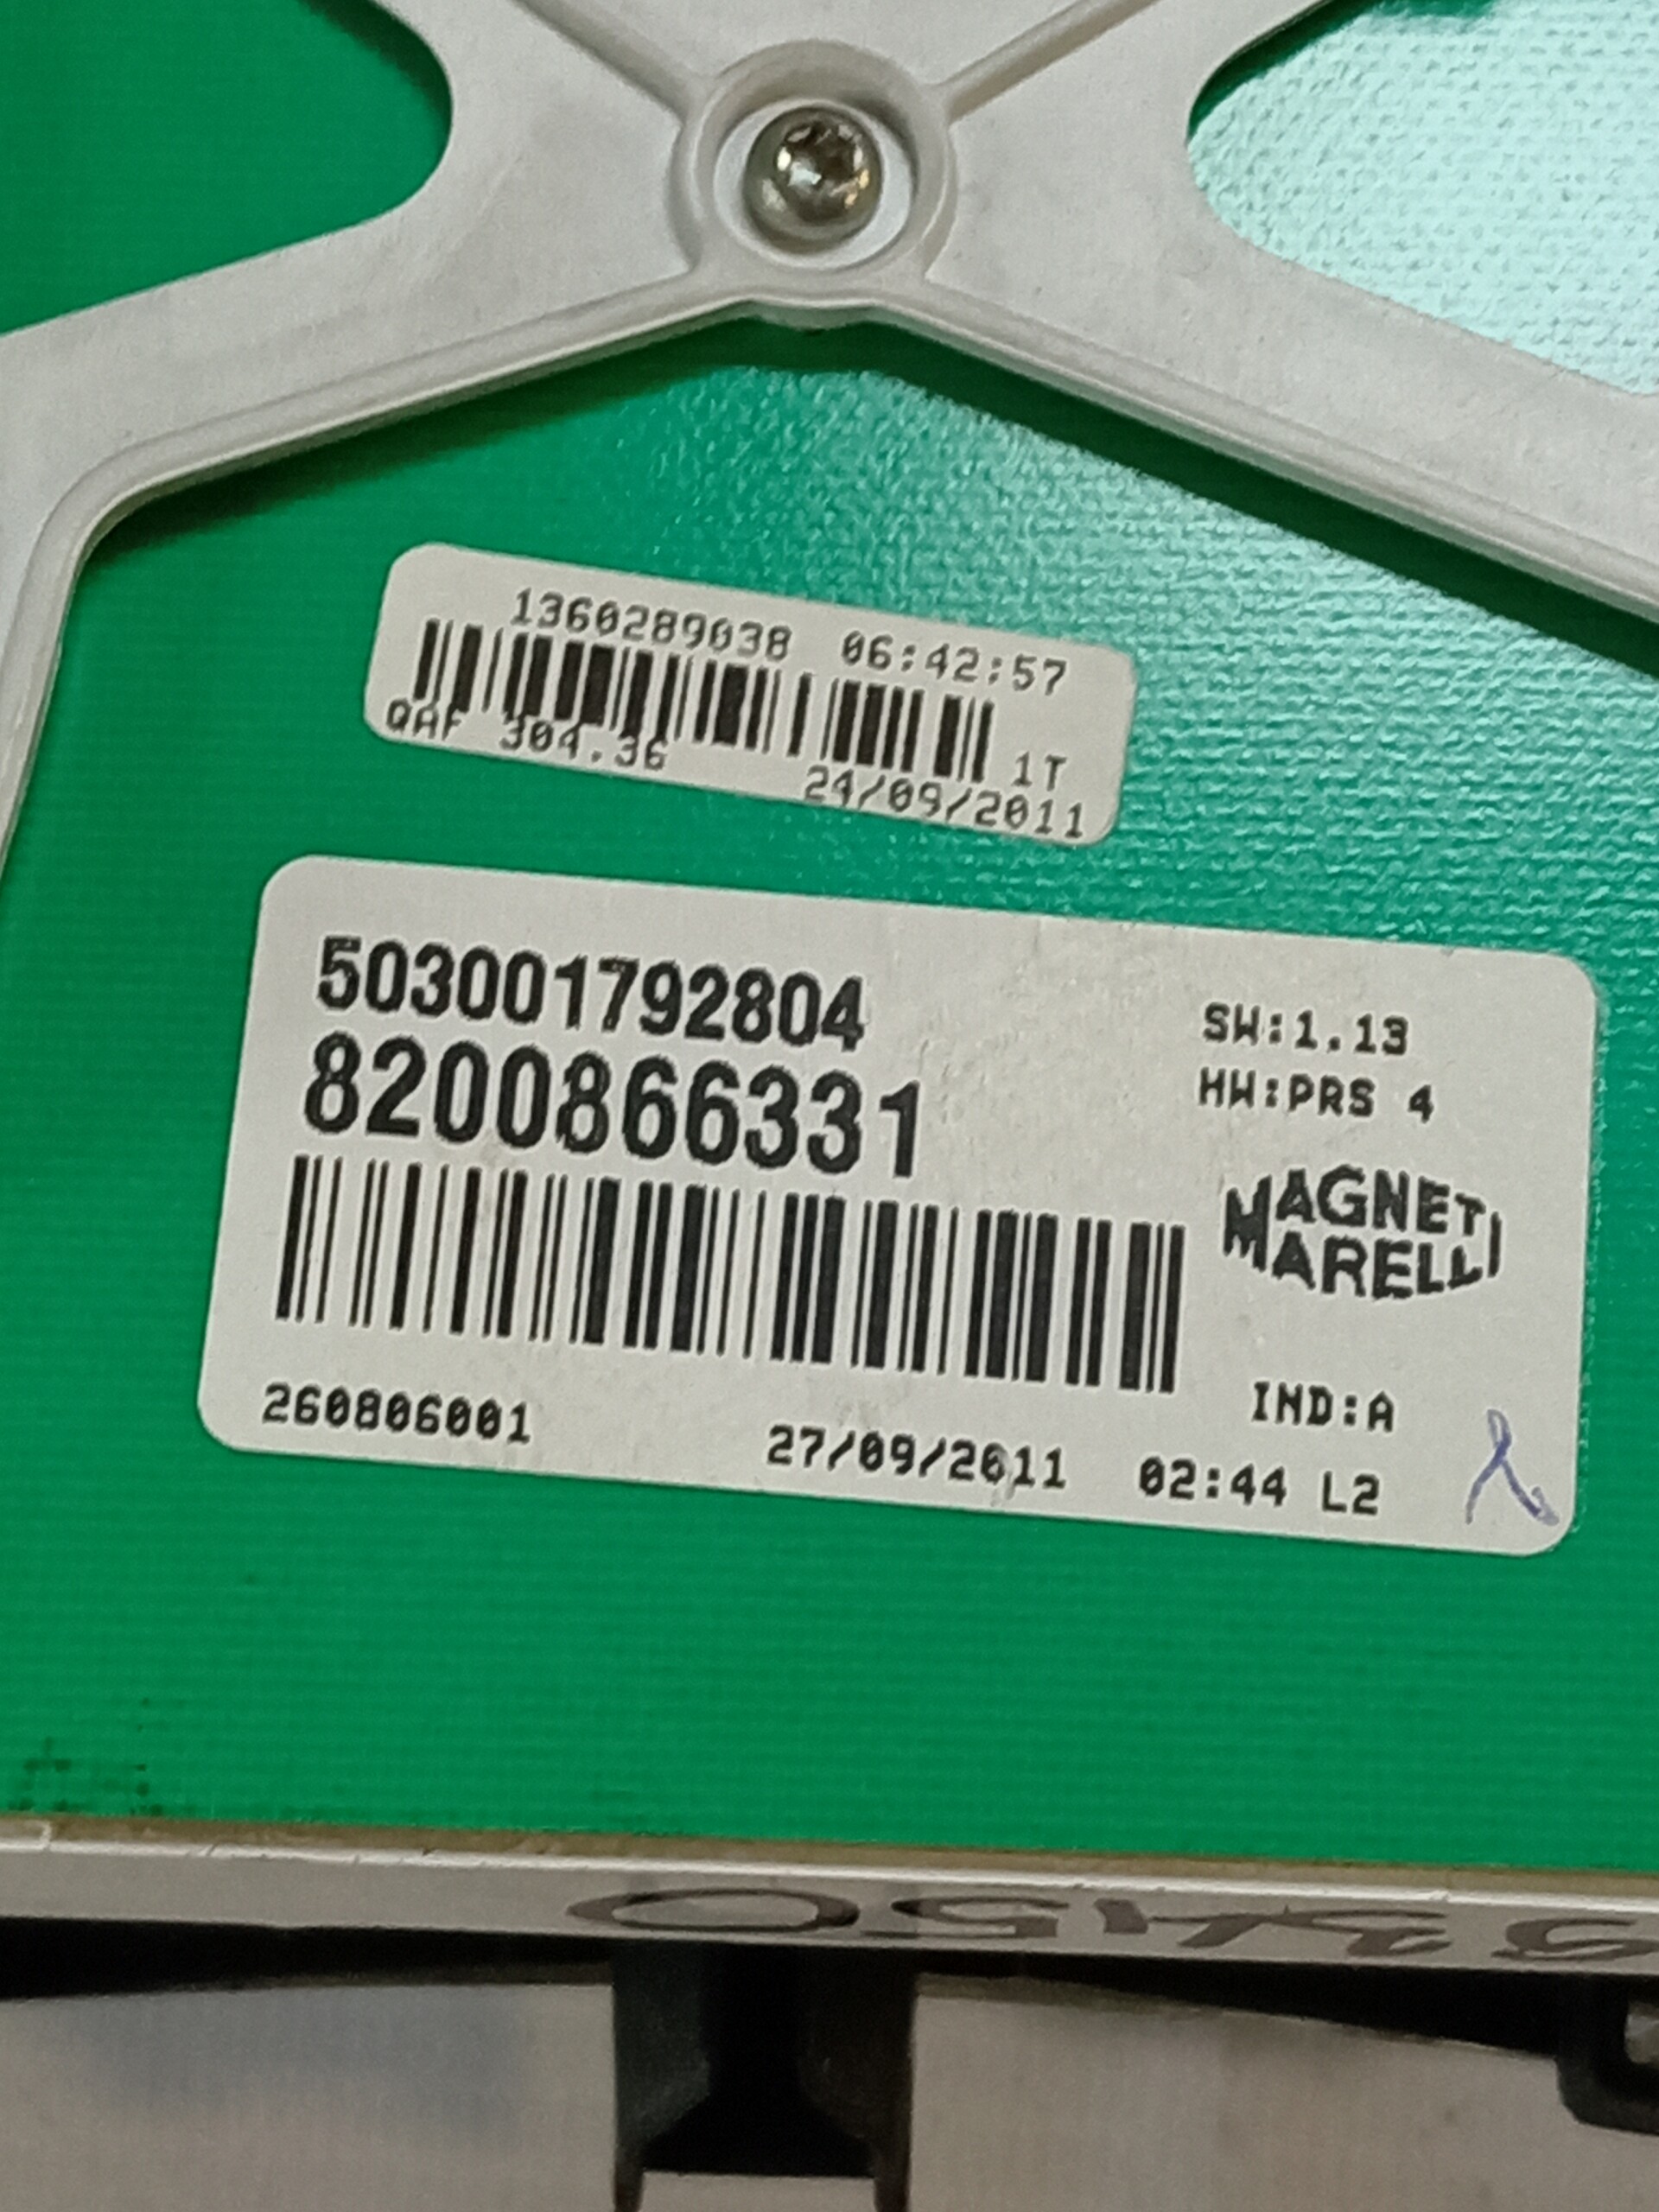 1360289038 06:42:57
QAF 304.36 1T
24/09/2011
503001792804
8200866331
SW:1.13
HW:PRS 4
MAGNETI
MARELLI
IND:A
260806001 27/09/2011 02:44 L2